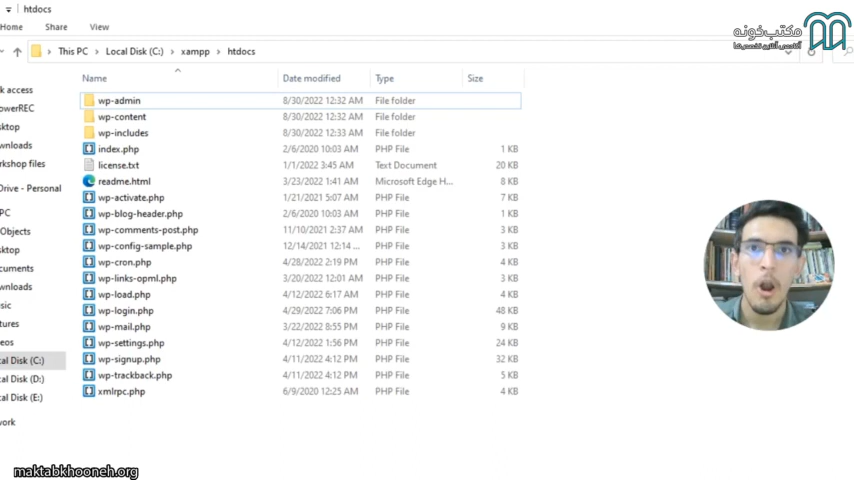 htdocs
Home Share View
This PC > Local Disk (C:) > xampp > htdocs
مکتب‌خونه
Name Date modified Type Size
k access
owerREC
sktop
wnloads
rkshop files
Drive - Personal
PC
Objects
sktop
cuments
wnloads
sic
tures
eos
cal Disk (C:)
cal Disk (D:)
cal Disk (E:)
work
wp-admin 8/30/2022 12:32 AM File folder
wp-content 8/30/2022 12:32 AM File folder
wp-includes 8/30/2022 12:33 AM File folder
index.php 2/6/2020 10:03 AM PHP File 1 KB
license.txt 1/1/2022 3:45 AM Text Document 20 KB
readme.html 3/23/2022 1:41 AM Microsoft Edge H... 8 KB
wp-activate.php 1/21/2021 5:07 AM PHP File 7 KB
wp-blog-header.php 2/6/2020 10:03 AM PHP File 1 KB
wp-comments-post.php 11/10/2021 2:37 AM PHP File 3 KB
wp-config-sample.php 12/14/2021 12:14 ... PHP File 3 KB
wp-cron.php 4/28/2022 2:19 PM PHP File 4 KB
wp-links-opml.php 3/20/2022 12:01 AM PHP File 3 KB
wp-load.php 4/12/2022 6:17 AM PHP File 4 KB
wp-login.php 4/29/2022 7:06 PM PHP File 48 KB
wp-mail.php 3/22/2022 8:55 PM PHP File 9 KB
wp-settings.php 4/12/2022 1:56 PM PHP File 24 KB
wp-signup.php 4/11/2022 4:12 PM PHP File 32 KB
wp-trackback.php 4/11/2022 4:12 PM PHP File 5 KB
xmlrpc.php 6/9/2020 12:25 AM PHP File 4 KB
maktabkhooneh.org